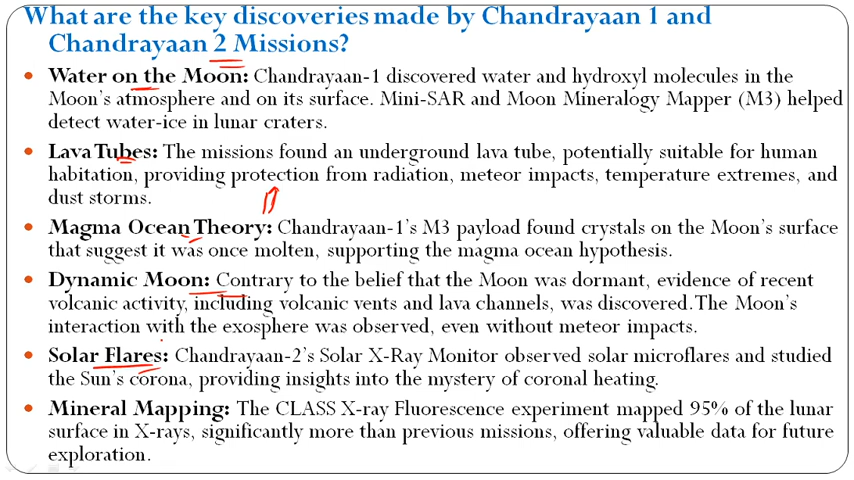 What are the key discoveries made by Chandrayaan 1 and
Chandrayaan 2 Missions?
• Water on the Moon: Chandrayaan-1 discovered water and hydroxyl molecules in the
Moon's atmosphere and on its surface. Mini-SAR and Moon Mineralogy Mapper (M3) helped
detect water-ice in lunar craters.
• Lava Tubes: The missions found an underground lava tube, potentially suitable for human
habitation, providing protection from radiation, meteor impacts, temperature extremes, and
dust storms.
• Magma Ocean Theory: Chandrayaan-1's M3 payload found crystals on the Moon's surface
that suggest it was once molten, supporting the magma ocean hypothesis.
• Dynamic Moon: Contrary to the belief that the Moon was dormant, evidence of recent
volcanic activity, including volcanic vents and lava channels, was discovered. The Moon's
interaction with the exosphere was observed, even without meteor impacts.
• Solar Flares: Chandrayaan-2's Solar X-Ray Monitor observed solar microflares and studied
the Sun's corona, providing insights into the mystery of coronal heating.
• Mineral Mapping: The CLASS X-ray Fluorescence experiment mapped 95% of the lunar
surface in X-rays, significantly more than previous missions, offering valuable data for future
exploration.